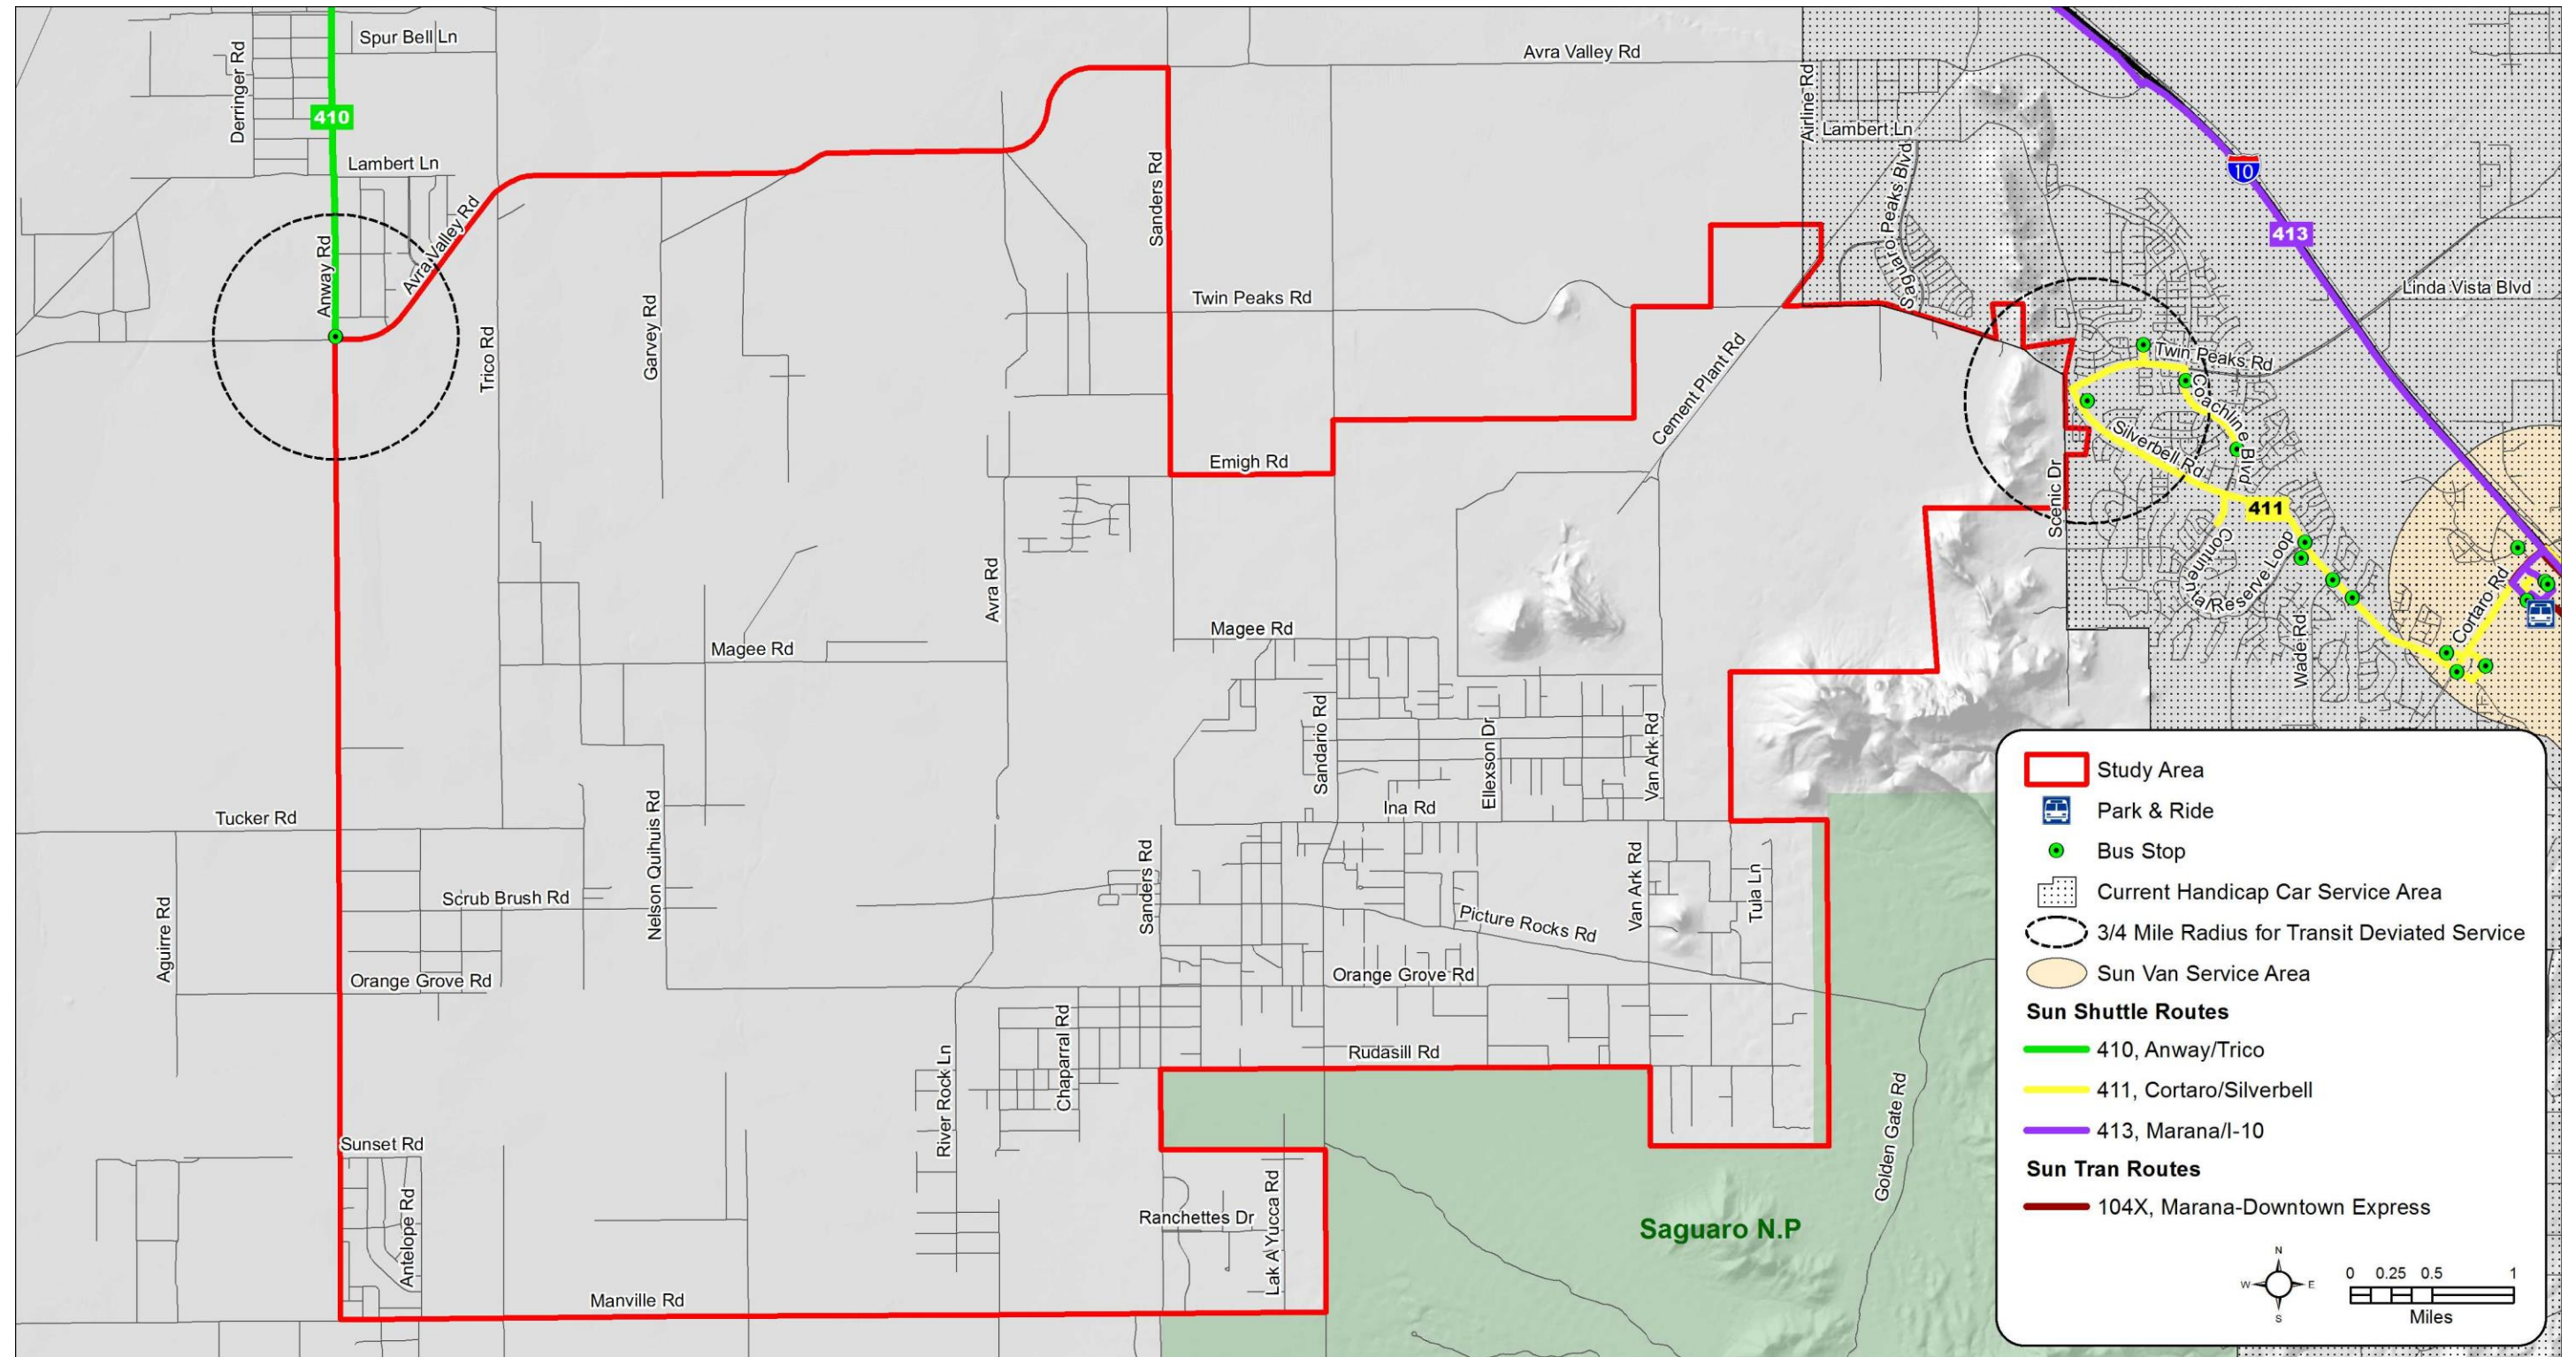 Spur Bell Ln
Derringer Rd
410
Lambert Ln
Anway Rd
Avra Valley Rd
Trico Rd
Garvey Rd
Sanders Rd
Avra Valley Rd
Airline Rd
Lambert Ln
Saguaro Peaks Blvd
Saguaro Peaks Blvd
10
413
Linda Vista Blvd
Twin Peaks Rd
Cement Plant Rd
Emigh Rd
Twin Peaks Rd
Coachline Blvd
Silverbell Rd
Scenic Dr
411
Continental Reserve Loop
Cortaro Rd
Wade Rd
Avra Rd
Magee Rd
Magee Rd
Sandario Rd
Ellexson Dr
Van Ark Rd
Ina Rd
Tucker Rd
Nelson Quihuis Rd
Sanders Rd
Van Ark Rd
Tula Ln
Scrub Brush Rd
Aguirre Rd
Picture Rocks Rd
Orange Grove Rd
Orange Grove Rd
River Rock Ln
Chaparral Rd
Rudasill Rd
Golden Gate Rd
Sunset Rd
Antelope Rd
Ranchettes Dr
Lak A Yucca Rd
Manville Rd
Saguaro N.P
Study Area
Park & Ride
Bus Stop
Current Handicap Car Service Area
3/4 Mile Radius for Transit Deviated Service
Sun Van Service Area
Sun Shuttle Routes
410, Anway/Trico
411, Cortaro/Silverbell
413, Marana/I-10
Sun Tran Routes
104X, Marana-Downtown Express
N
W E
S
0 0.25 0.5 1
Miles